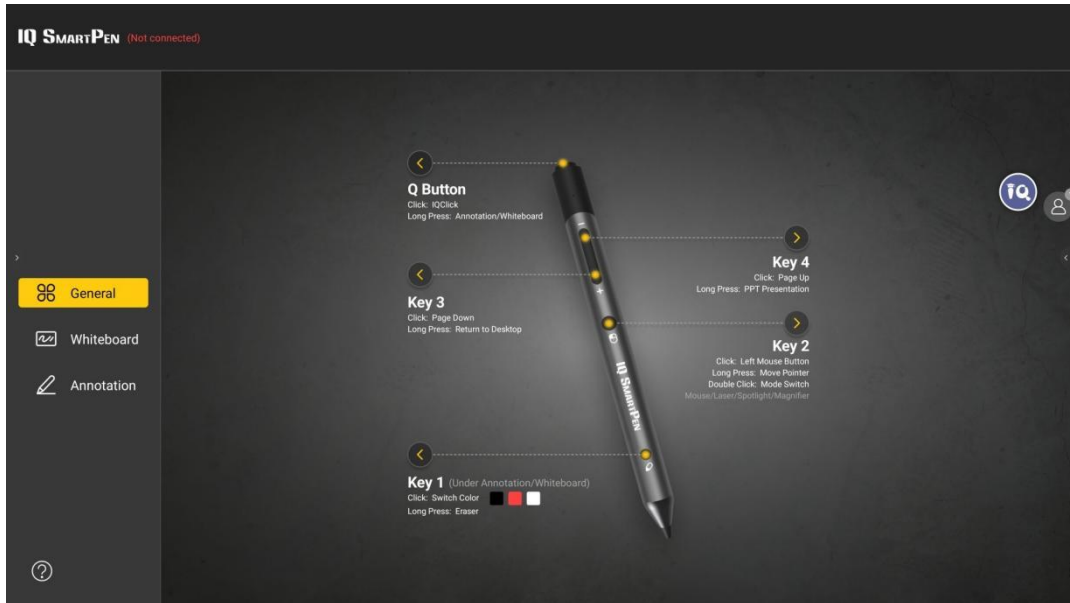 IQ SMARTPEN (Not connected)
General
Whiteboard
Annotation
Q Button
Click: IQClick
Long Press: Annotation/Whiteboard
Key 4
Click: Page Up
Long Press: PPT Presentation
Key 3
Click: Page Down
Long Press: Return to Desktop
Key 2
Click: Left Mouse Button
Long Press: Move Pointer
Double Click: Mode Switch
Mouse/Laser/Spotlight/Magnifier
Key 1 (Under Annotation/Whiteboard)
Click: Switch Color
Long Press: Eraser
IQ SMARTPEN
IQ